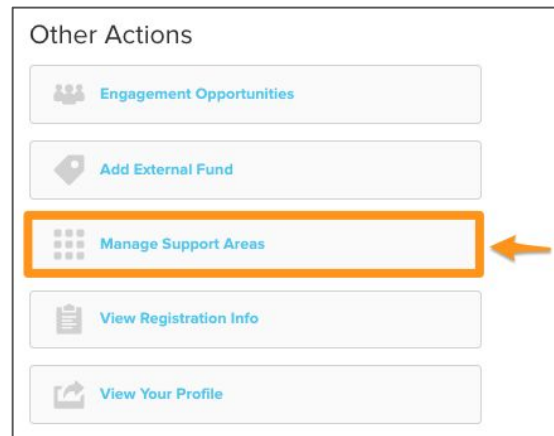 Other Actions
Engagement Opportunities
Add External Fund
Manage Support Areas
View Registration Info
View Your Profile